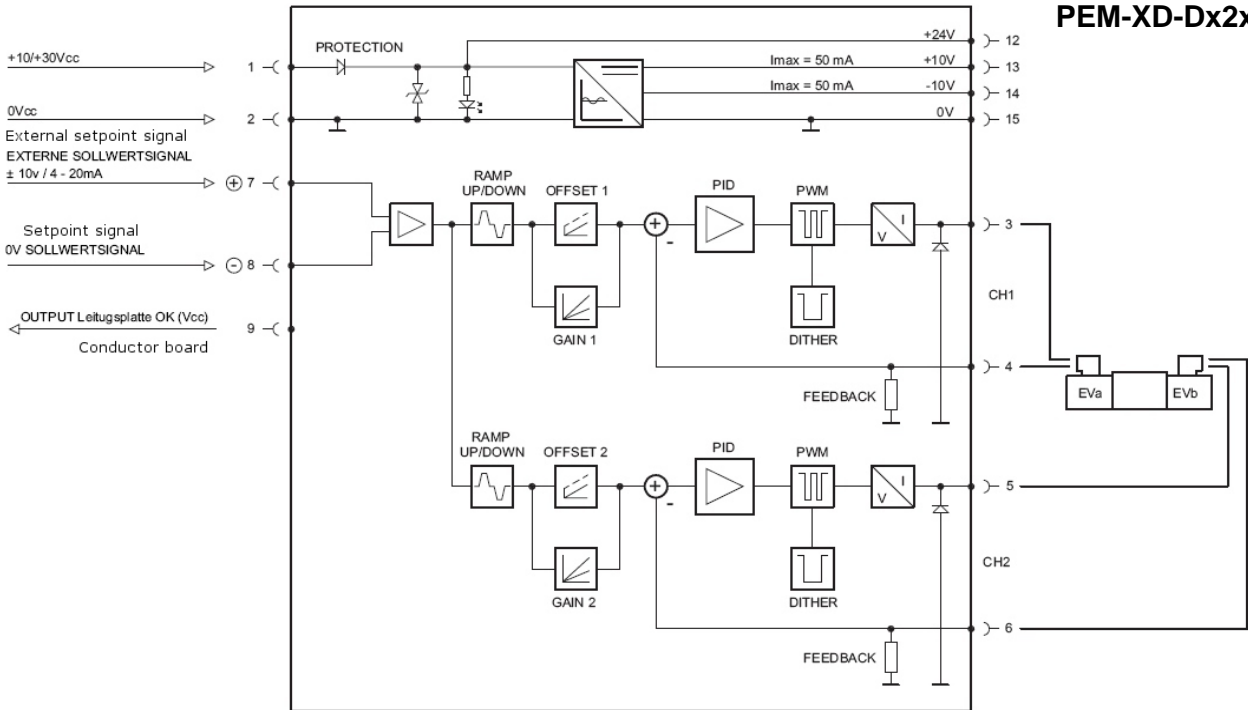 PEM-XD-Dx2x
+24V 12
PROTECTION
+10/+30Vcc 1
Imax = 50 mA +10V 13
Imax = 50 mA -10V 14
0Vcc 2
0V 15
External setpoint signal
EXTERNE SOLLWERTSIGNAL
± 10v / 4 - 20mA
+ 7
RAMP
UP/DOWN
OFFSET 1
PID
PWM
+
-
V I
3
Setpoint signal
0V SOLLWERTSIGNAL
- 8
CH1
OUTPUT Leitugsplatte OK (Vcc) 9
Conductor board
GAIN 1
DITHER
4
FEEDBACK
EVa
EVb
RAMP
UP/DOWN
OFFSET 2
PID
PWM
+
-
V I
5
CH2
GAIN 2
DITHER
6
FEEDBACK